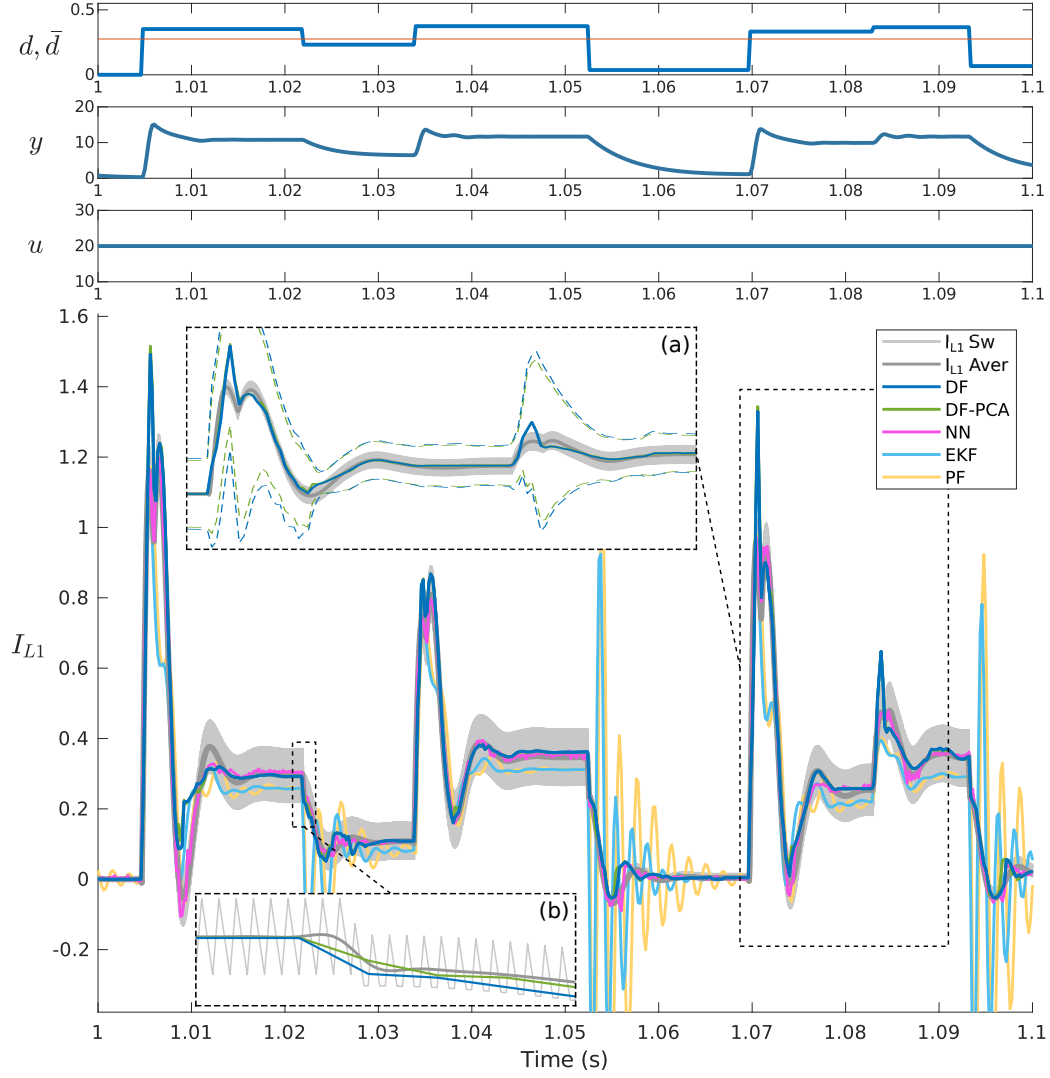 0.5
d, d̄
0
1 1.01 1.02 1.03 1.04 1.05 1.06 1.07 1.08 1.09 1.1
20
y
10
0
1 1.01 1.02 1.03 1.04 1.05 1.06 1.07 1.08 1.09 1.1
30
u
20
10
1 1.01 1.02 1.03 1.04 1.05 1.06 1.07 1.08 1.09 1.1
1.6
1.4
1.2
1
0.8
0.6
0.4
0.2
0
-0.2
I_{L1}
(a)
I_{L1} Sw
I_{L1} Aver
DF
DF-PCA
NN
EKF
PF
(b)
1 1.01 1.02 1.03 1.04 1.05 1.06 1.07 1.08 1.09 1.1
Time (s)